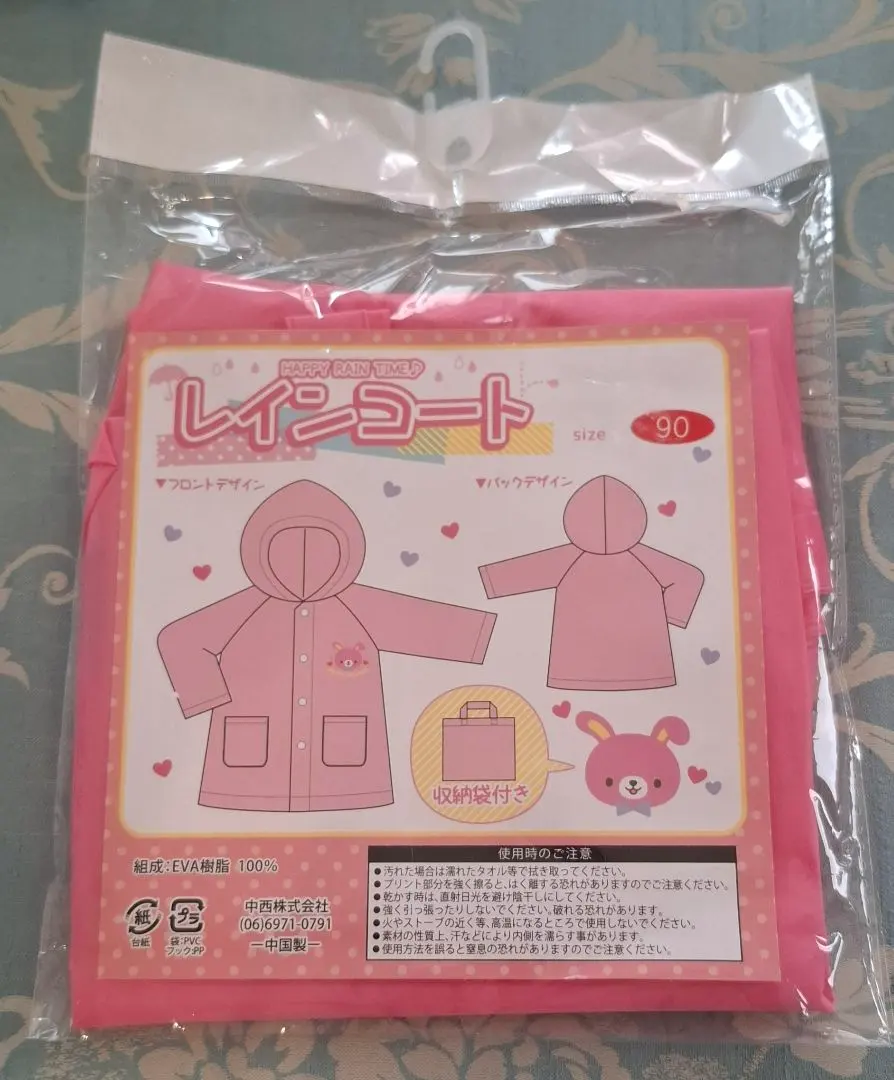 HAPPY RAIN TIME♪
レインコート
size 90
▼フロントデザイン
▼バックデザイン
収納袋付き
組成:EVA樹脂 100%
紙
台紙
プラ
袋:PVC
フック:PP
中西株式会社
(06)6971-0791
ー中国製ー
使用時のご注意
●汚れた場合は濡れたタオル等で拭き取ってください。
●プリント部分を強く擦ると、はく離する恐れがありますのでご注意ください。
●乾かす時は、直射日光を避け陰干しにしてください。
●強く引っ張ったりしないでください。破れる恐れがあります。
●火やストーブの近く等、高温になるところで使用しないでください。
●素材の性質上、汗などにより内側を濡らす事があります。
●使用方法を誤ると窒息の恐れがありますのでご注意ください。